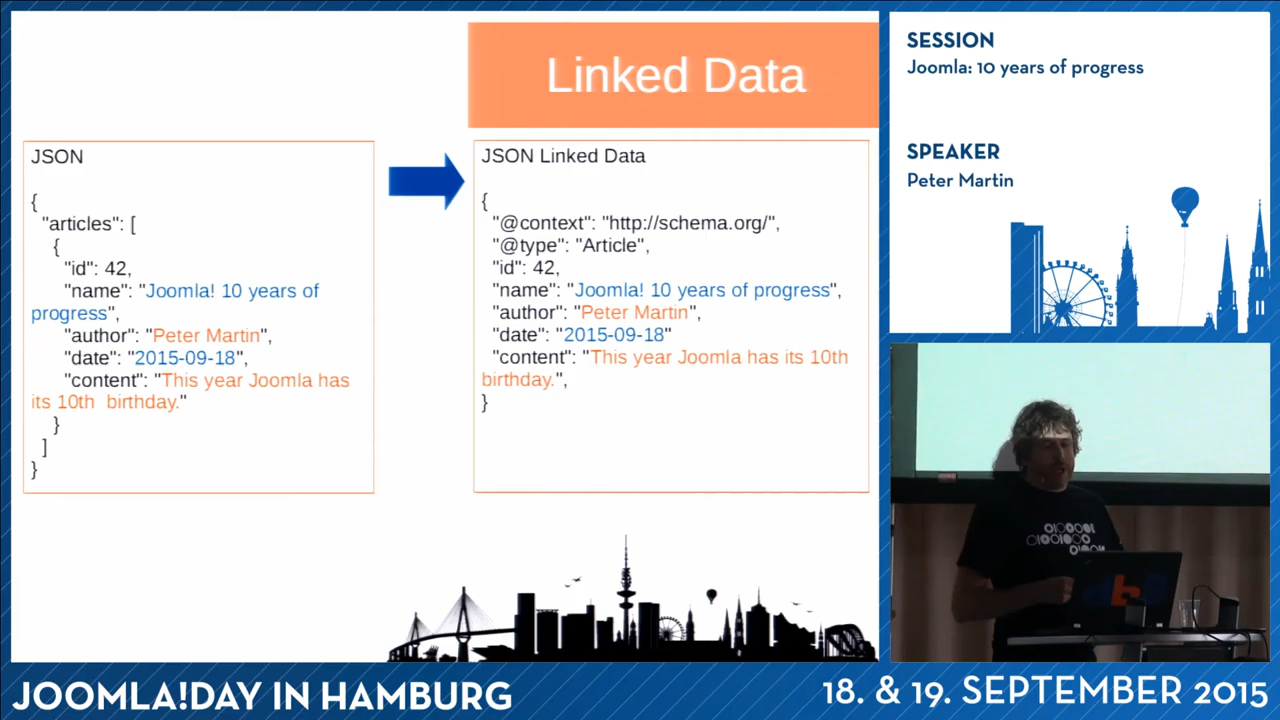 Linked Data
JSON
{
"articles": [
{
"id": 42,
"name": "Joomla! 10 years of
progress",
"author": "Peter Martin",
"date": "2015-09-18",
"content": "This year Joomla has
its 10th  birthday."
}
]
}
JSON Linked Data
{
"@context": "http://schema.org/",
"@type": "Article",
"id": 42,
"name": "Joomla! 10 years of progress",
"author": "Peter Martin",
"date": "2015-09-18"
"content": "This year Joomla has its 10th
birthday.",
}
SESSION
Joomla: 10 years of progress
SPEAKER
Peter Martin
JOOMLA!DAY IN HAMBURG
18. & 19. SEPTEMBER 2015